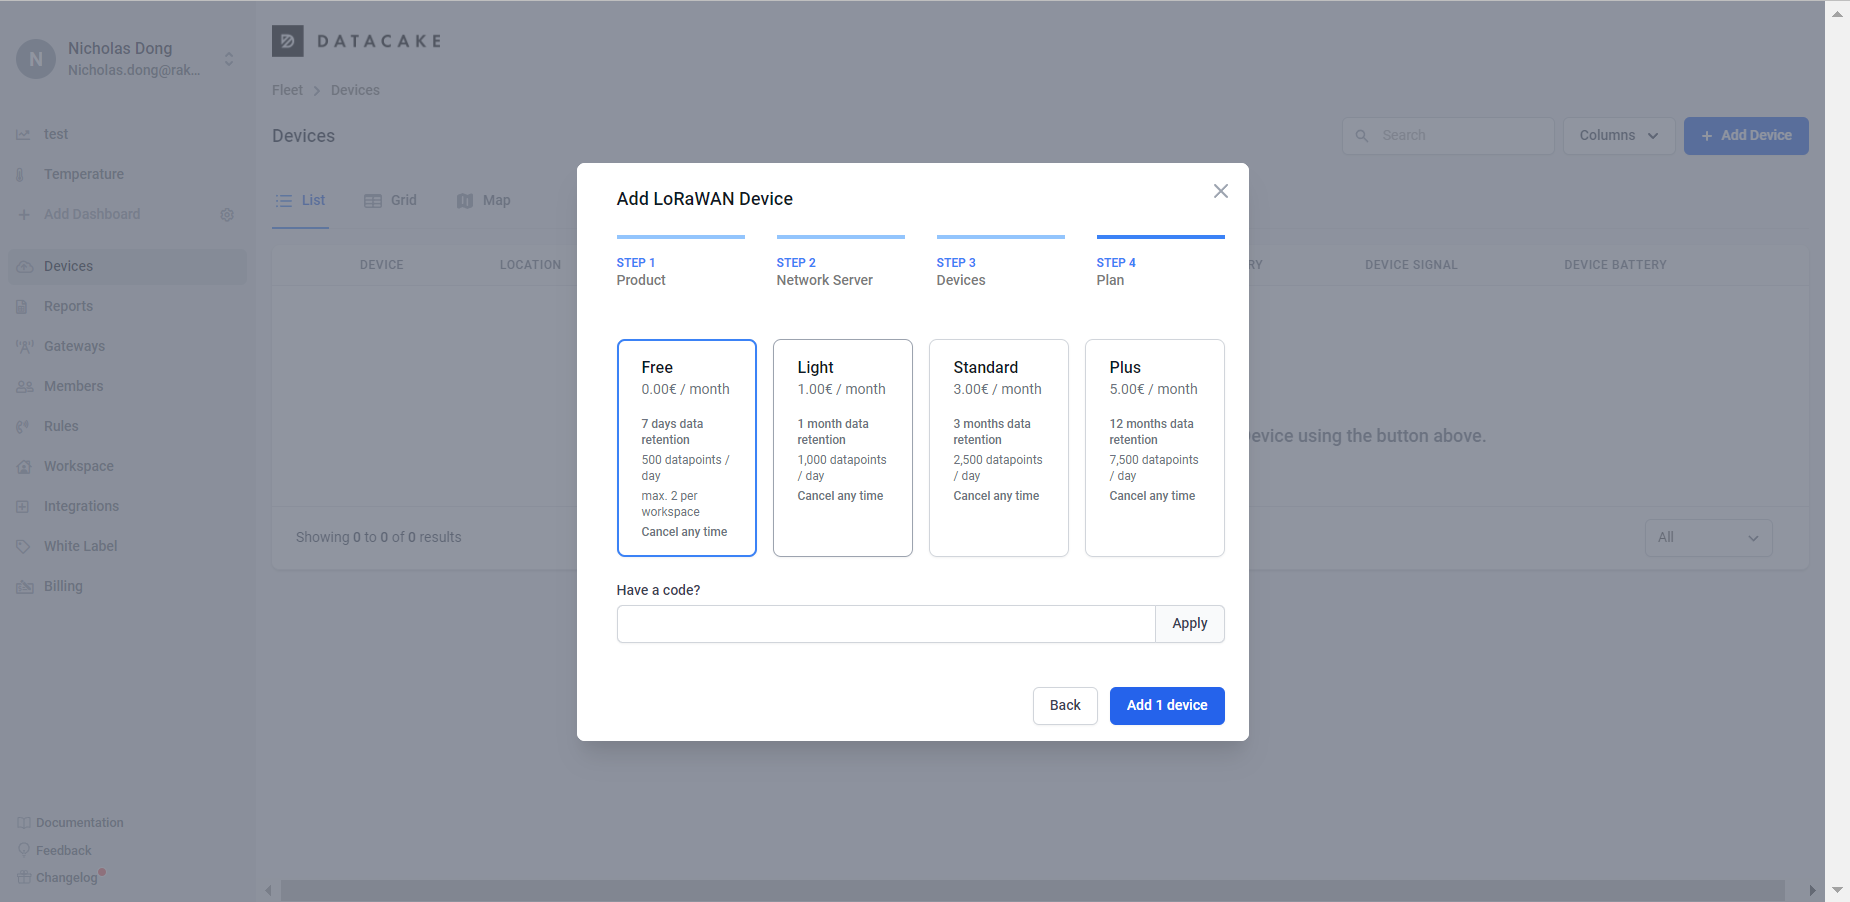 N
Nicholas Dong
Nicholas.dong@rak...
test
Temperature
Add Dashboard
Devices
Reports
Gateways
Members
Rules
Workspace
Integrations
White Label
Billing
Documentation
Feedback
Changelog
DATACAKE
Fleet > Devices
Devices
Search
Columns
+ Add Device
List
Grid
Map
DEVICE
LOCATION
RY
DEVICE SIGNAL
DEVICE BATTERY
evice using the button above.
Showing 0 to 0 of 0 results
All
Add LoRaWAN Device
STEP 1
Product
STEP 2
Network Server
STEP 3
Devices
STEP 4
Plan
Free
0.00€ / month
7 days data
retention
500 datapoints /
day
max. 2 per
workspace
Cancel any time
Light
1.00€ / month
1 month data
retention
1,000 datapoints
/ day
Cancel any time
Standard
3.00€ / month
3 months data
retention
2,500 datapoints
/ day
Cancel any time
Plus
5.00€ / month
12 months data
retention
7,500 datapoints
/ day
Cancel any time
Have a code?
Apply
Back
Add 1 device